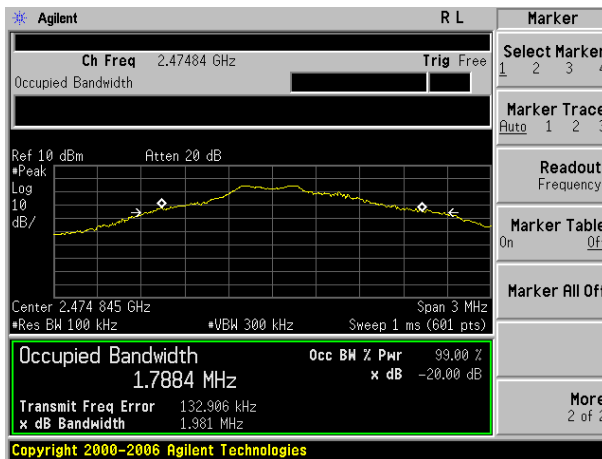 Agilent R L Marker
Ch Freq 2.47484 GHz Trig Free
Occupied Bandwidth
Select Marker
1 2 3 4
Marker Trace
Auto 1 2 3
Readout
Frequency
Marker Table
On Off
Marker All Off
More
2 of 2
Ref 10 dBm Atten 20 dB
#Peak
Log
10
dB/
Center 2.474 845 GHz Span 3 MHz
#Res BW 100 kHz #VBW 300 kHz Sweep 1 ms (601 pts)
Occupied Bandwidth Occ BW % Pwr 99.00 %
1.7884 MHz x dB -20.00 dB
Transmit Freq Error 132.906 kHz
x dB Bandwidth 1.981 MHz
Copyright 2000-2006 Agilent Technologies